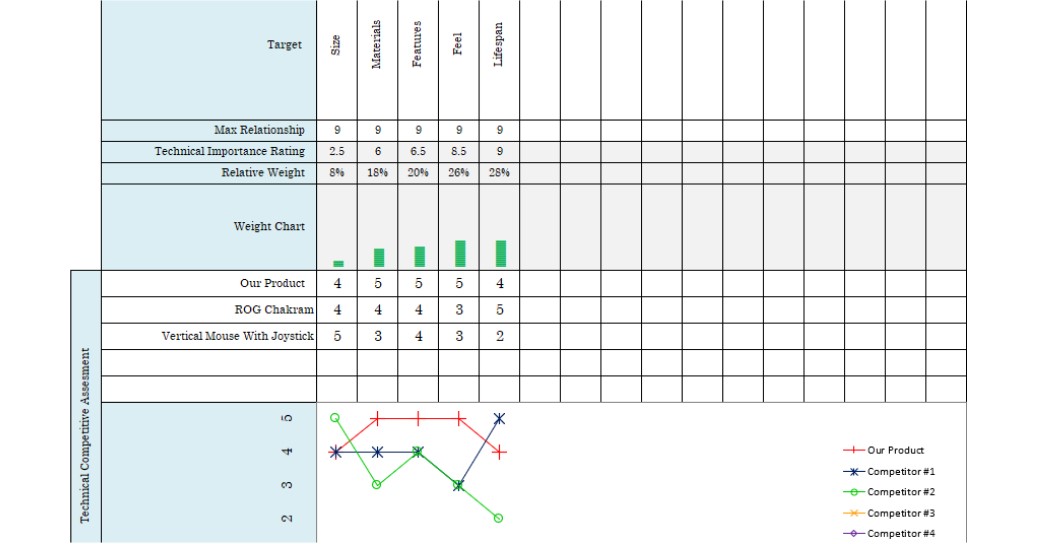 Target Size Materials Features Feel Lifespan
Max Relationship 9 9 9 9 9
Technical Importance Rating 2.5 6 6.5 8.5 9
Relative Weight 8% 18% 20% 26% 28%
Weight Chart
Technical Competitive Assesment
Our Product 4 5 5 5 4
ROG Chakram 4 4 4 3 5
Vertical Mouse With Joystick 5 3 4 3 2
5
4
3
2
Our Product
Competitor #1
Competitor #2
Competitor #3
Competitor #4